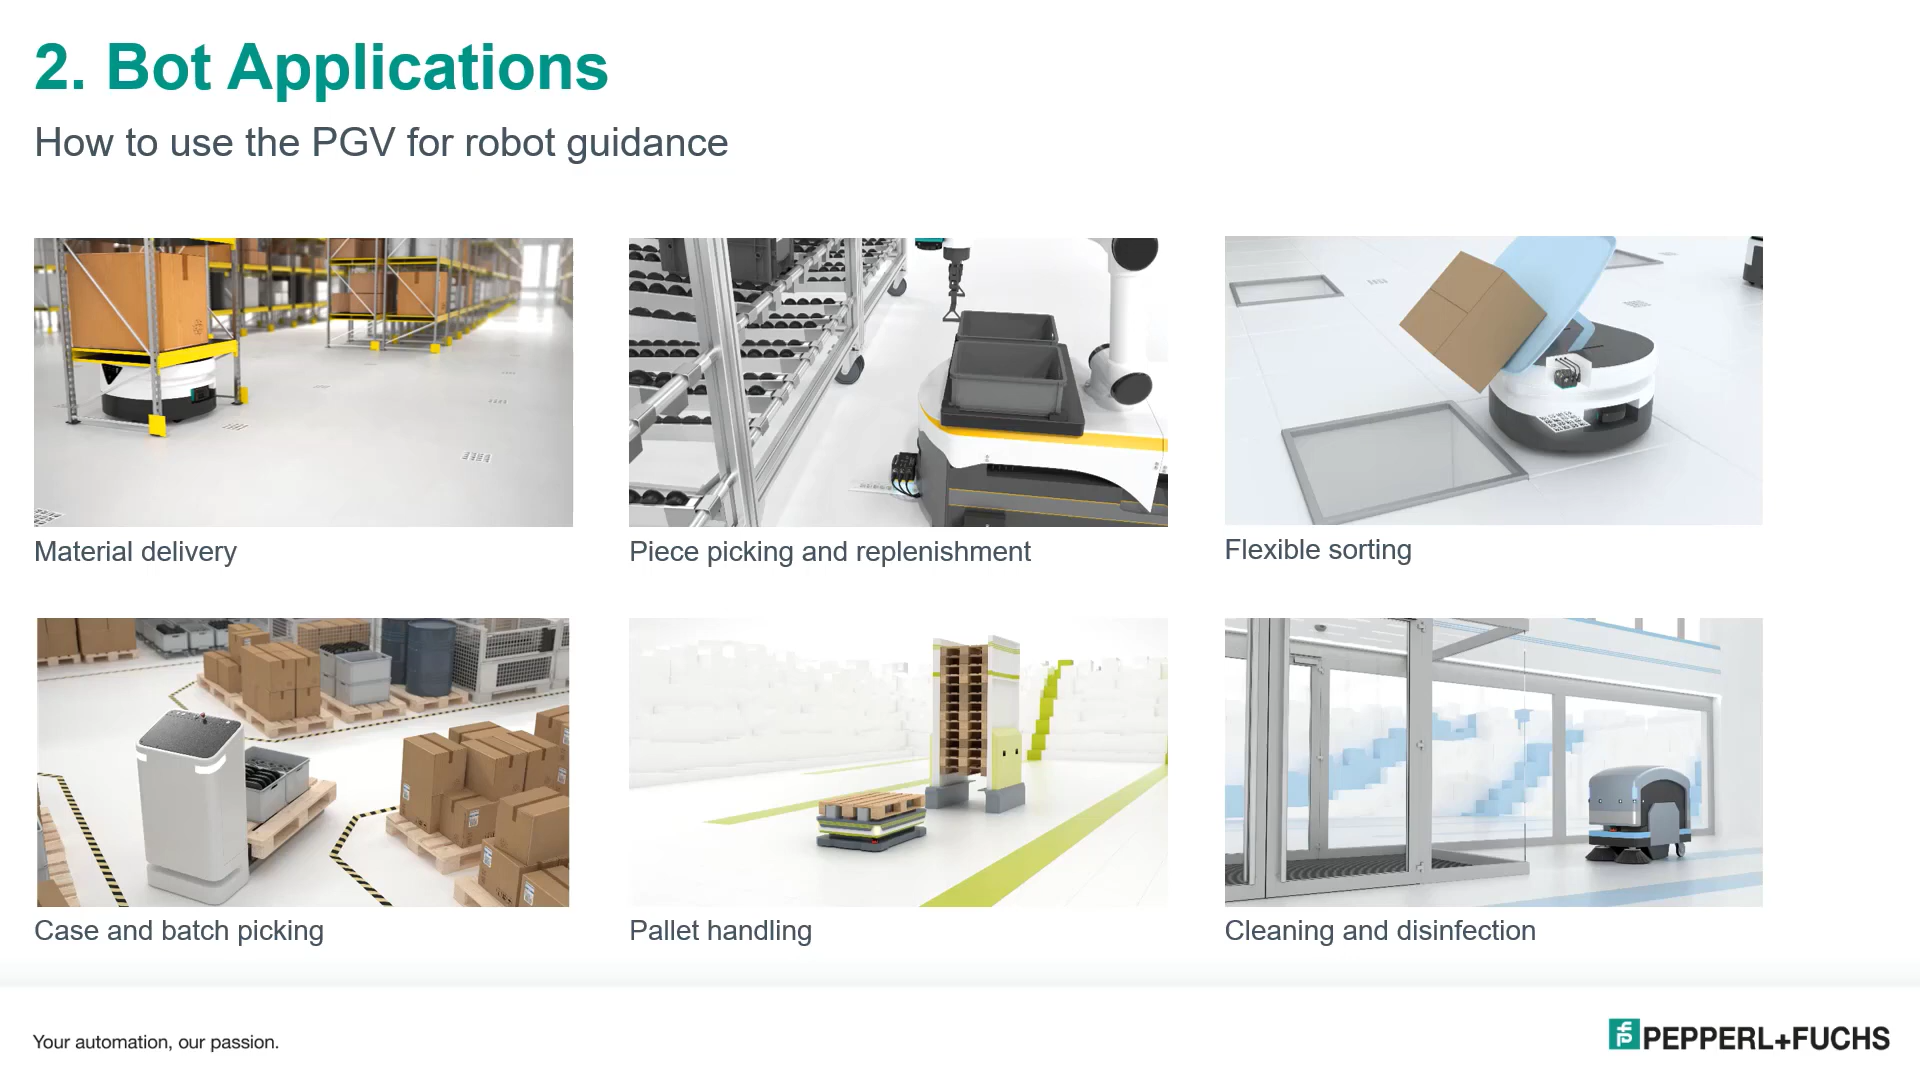 2. Bot Applications
How to use the PGV for robot guidance
Material delivery
Piece picking and replenishment
Flexible sorting
Case and batch picking
Pallet handling
Cleaning and disinfection
Your automation, our passion.
PEPPERL+FUCHS